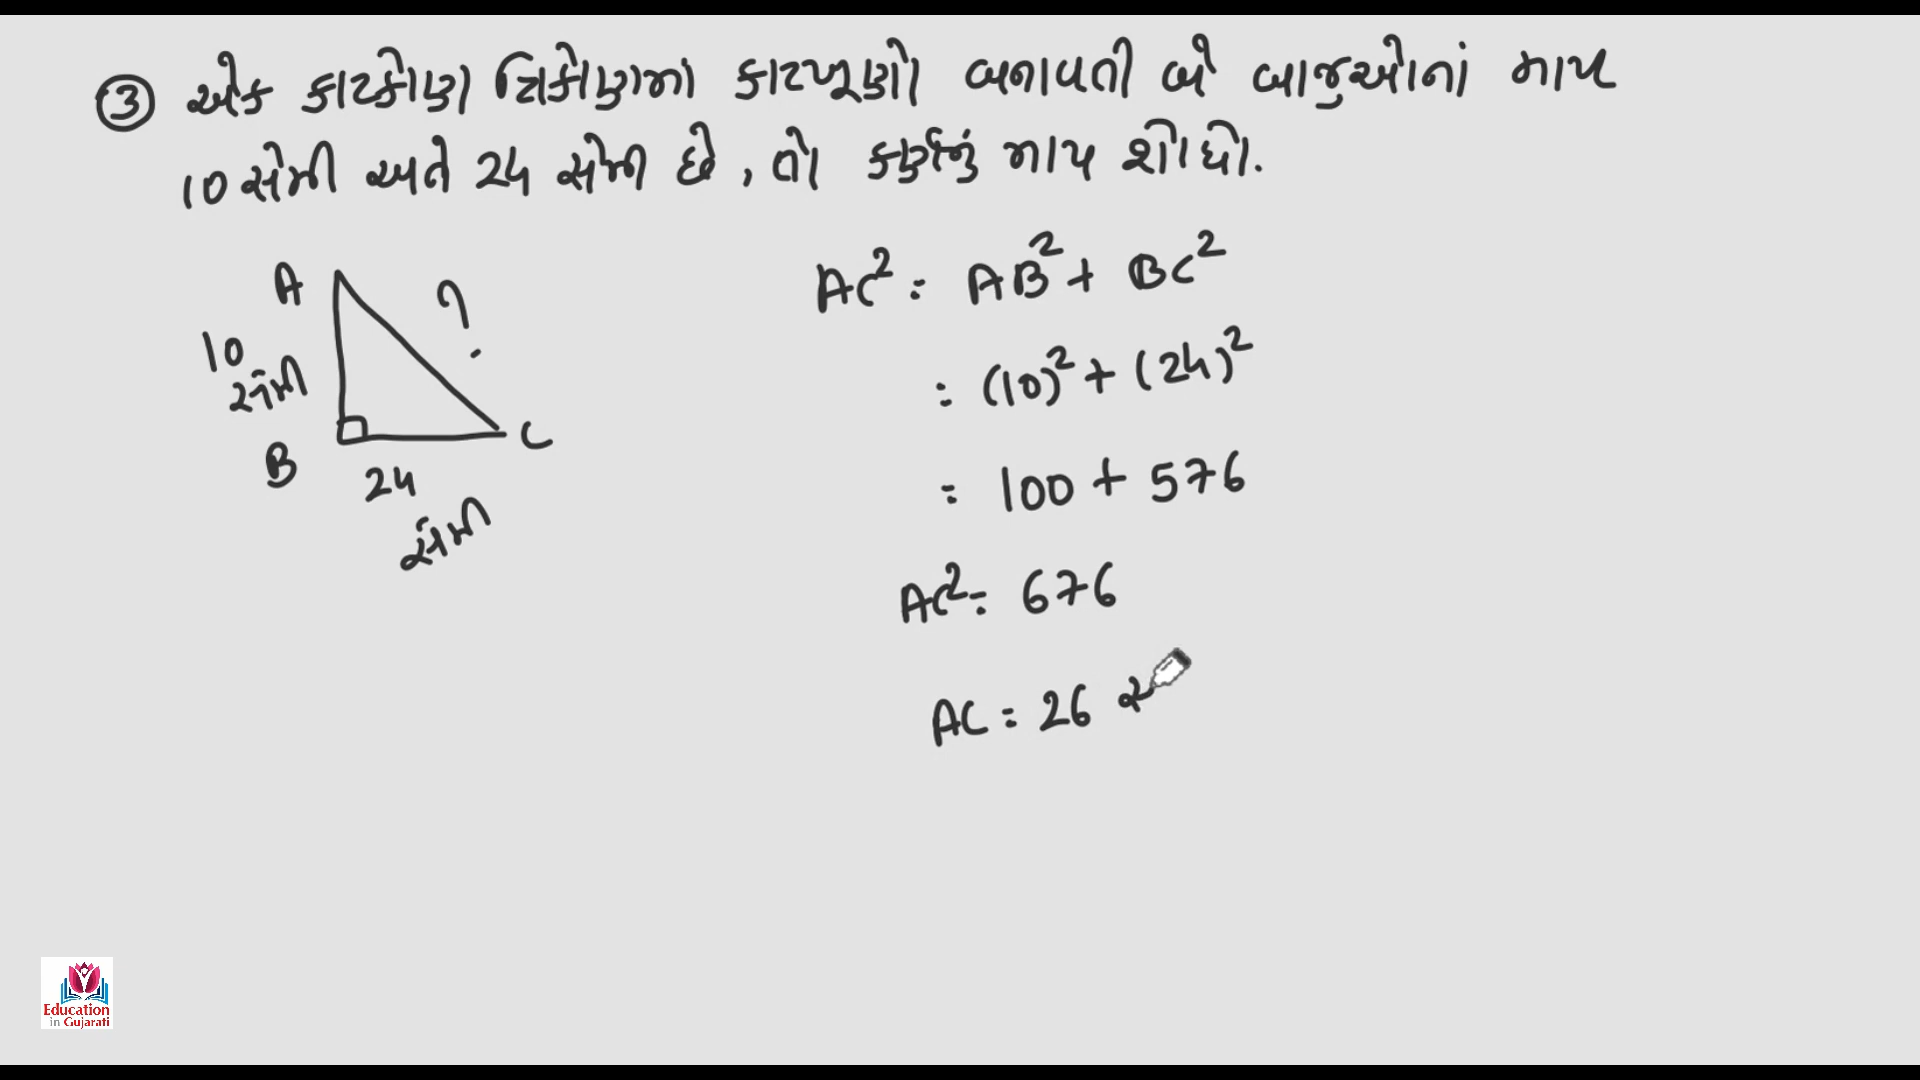 ③ એક કાટકોણ ત્રિકોણમાં કાટખૂણો બનાવતી બે બાજુઓનાં માપ
10 સેમી અને 24 સેમી છે, તો કર્ણનું માપ શોધો.
A
?
10
સેમી
B
C
24
સેમી
AC² = AB² + BC²
= (10)² + (24)²
= 100 + 576
AC² = 676
AC = 26
Education
in Gujarati